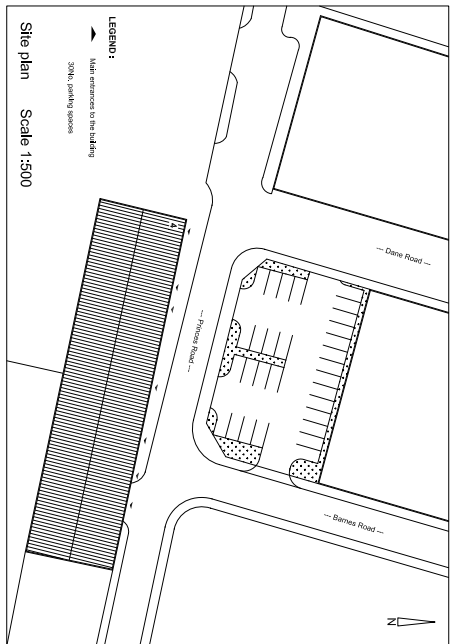 LEGEND:
Main entrances to the building
30No. parking spaces
Site plan Scale 1:500
--- Dane Road ---
--- Princes Road ---
--- Barnes Road ---
N